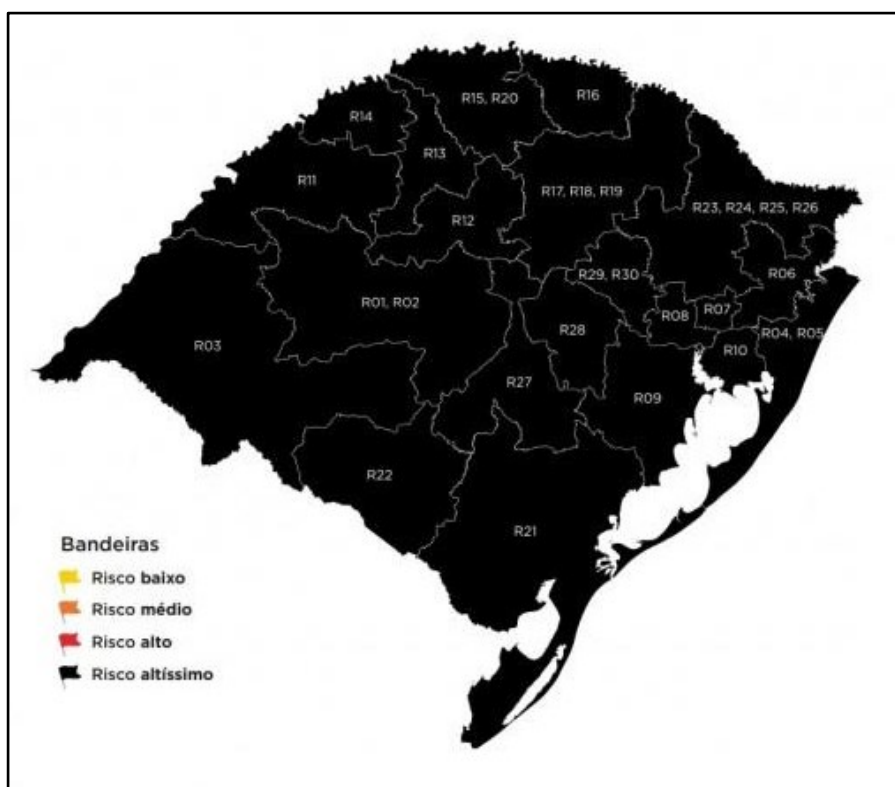 R15, R20
R16
R14
R13
R11
R17, R18, R19
R23, R24, R25, R26
R12
R29, R30
R06
R01, R02
R08
R07
R28
R04, R05
R03
R10
R27
R09
R22
R21
Bandeiras
Risco baixo
Risco médio
Risco alto
Risco altíssimo